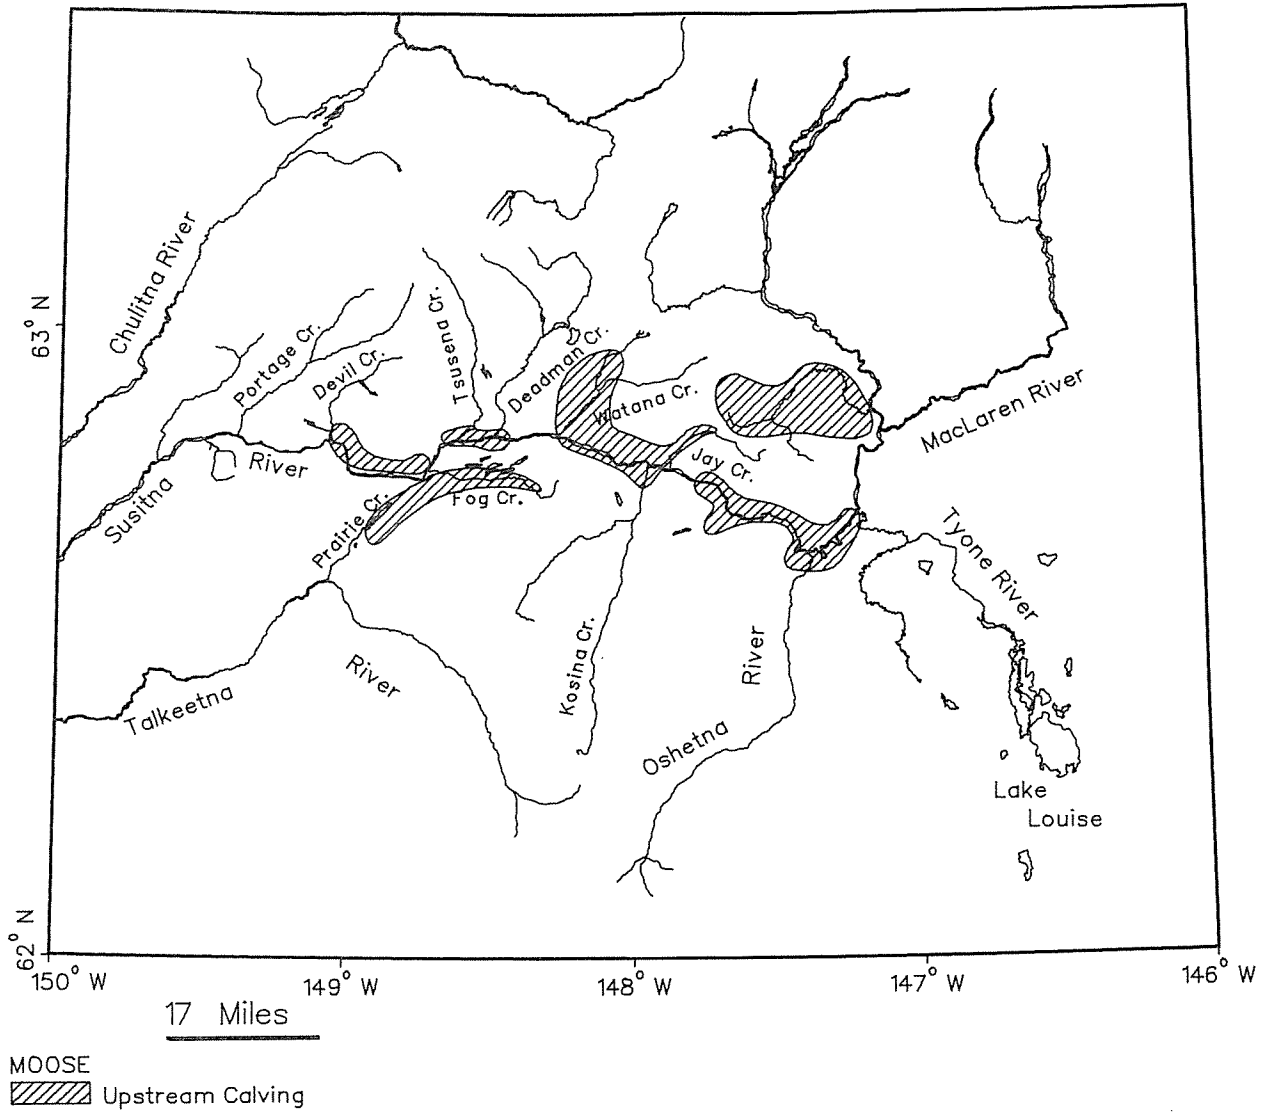 Chulitna River
63° N
Portage Cr.
Devil Cr.
Tsusena Cr.
Deadman Cr.
Watana Cr.
MacLaren River
Jay Cr.
Susitna River
Fog Cr.
Prairie Cr.
Tyone River
Kosina Cr.
Talkeetna River
Oshetna River
Lake
Louise
62° N
150° W 149° W 148° W 147° W 146° W
17 Miles
MOOSE
Upstream Calving